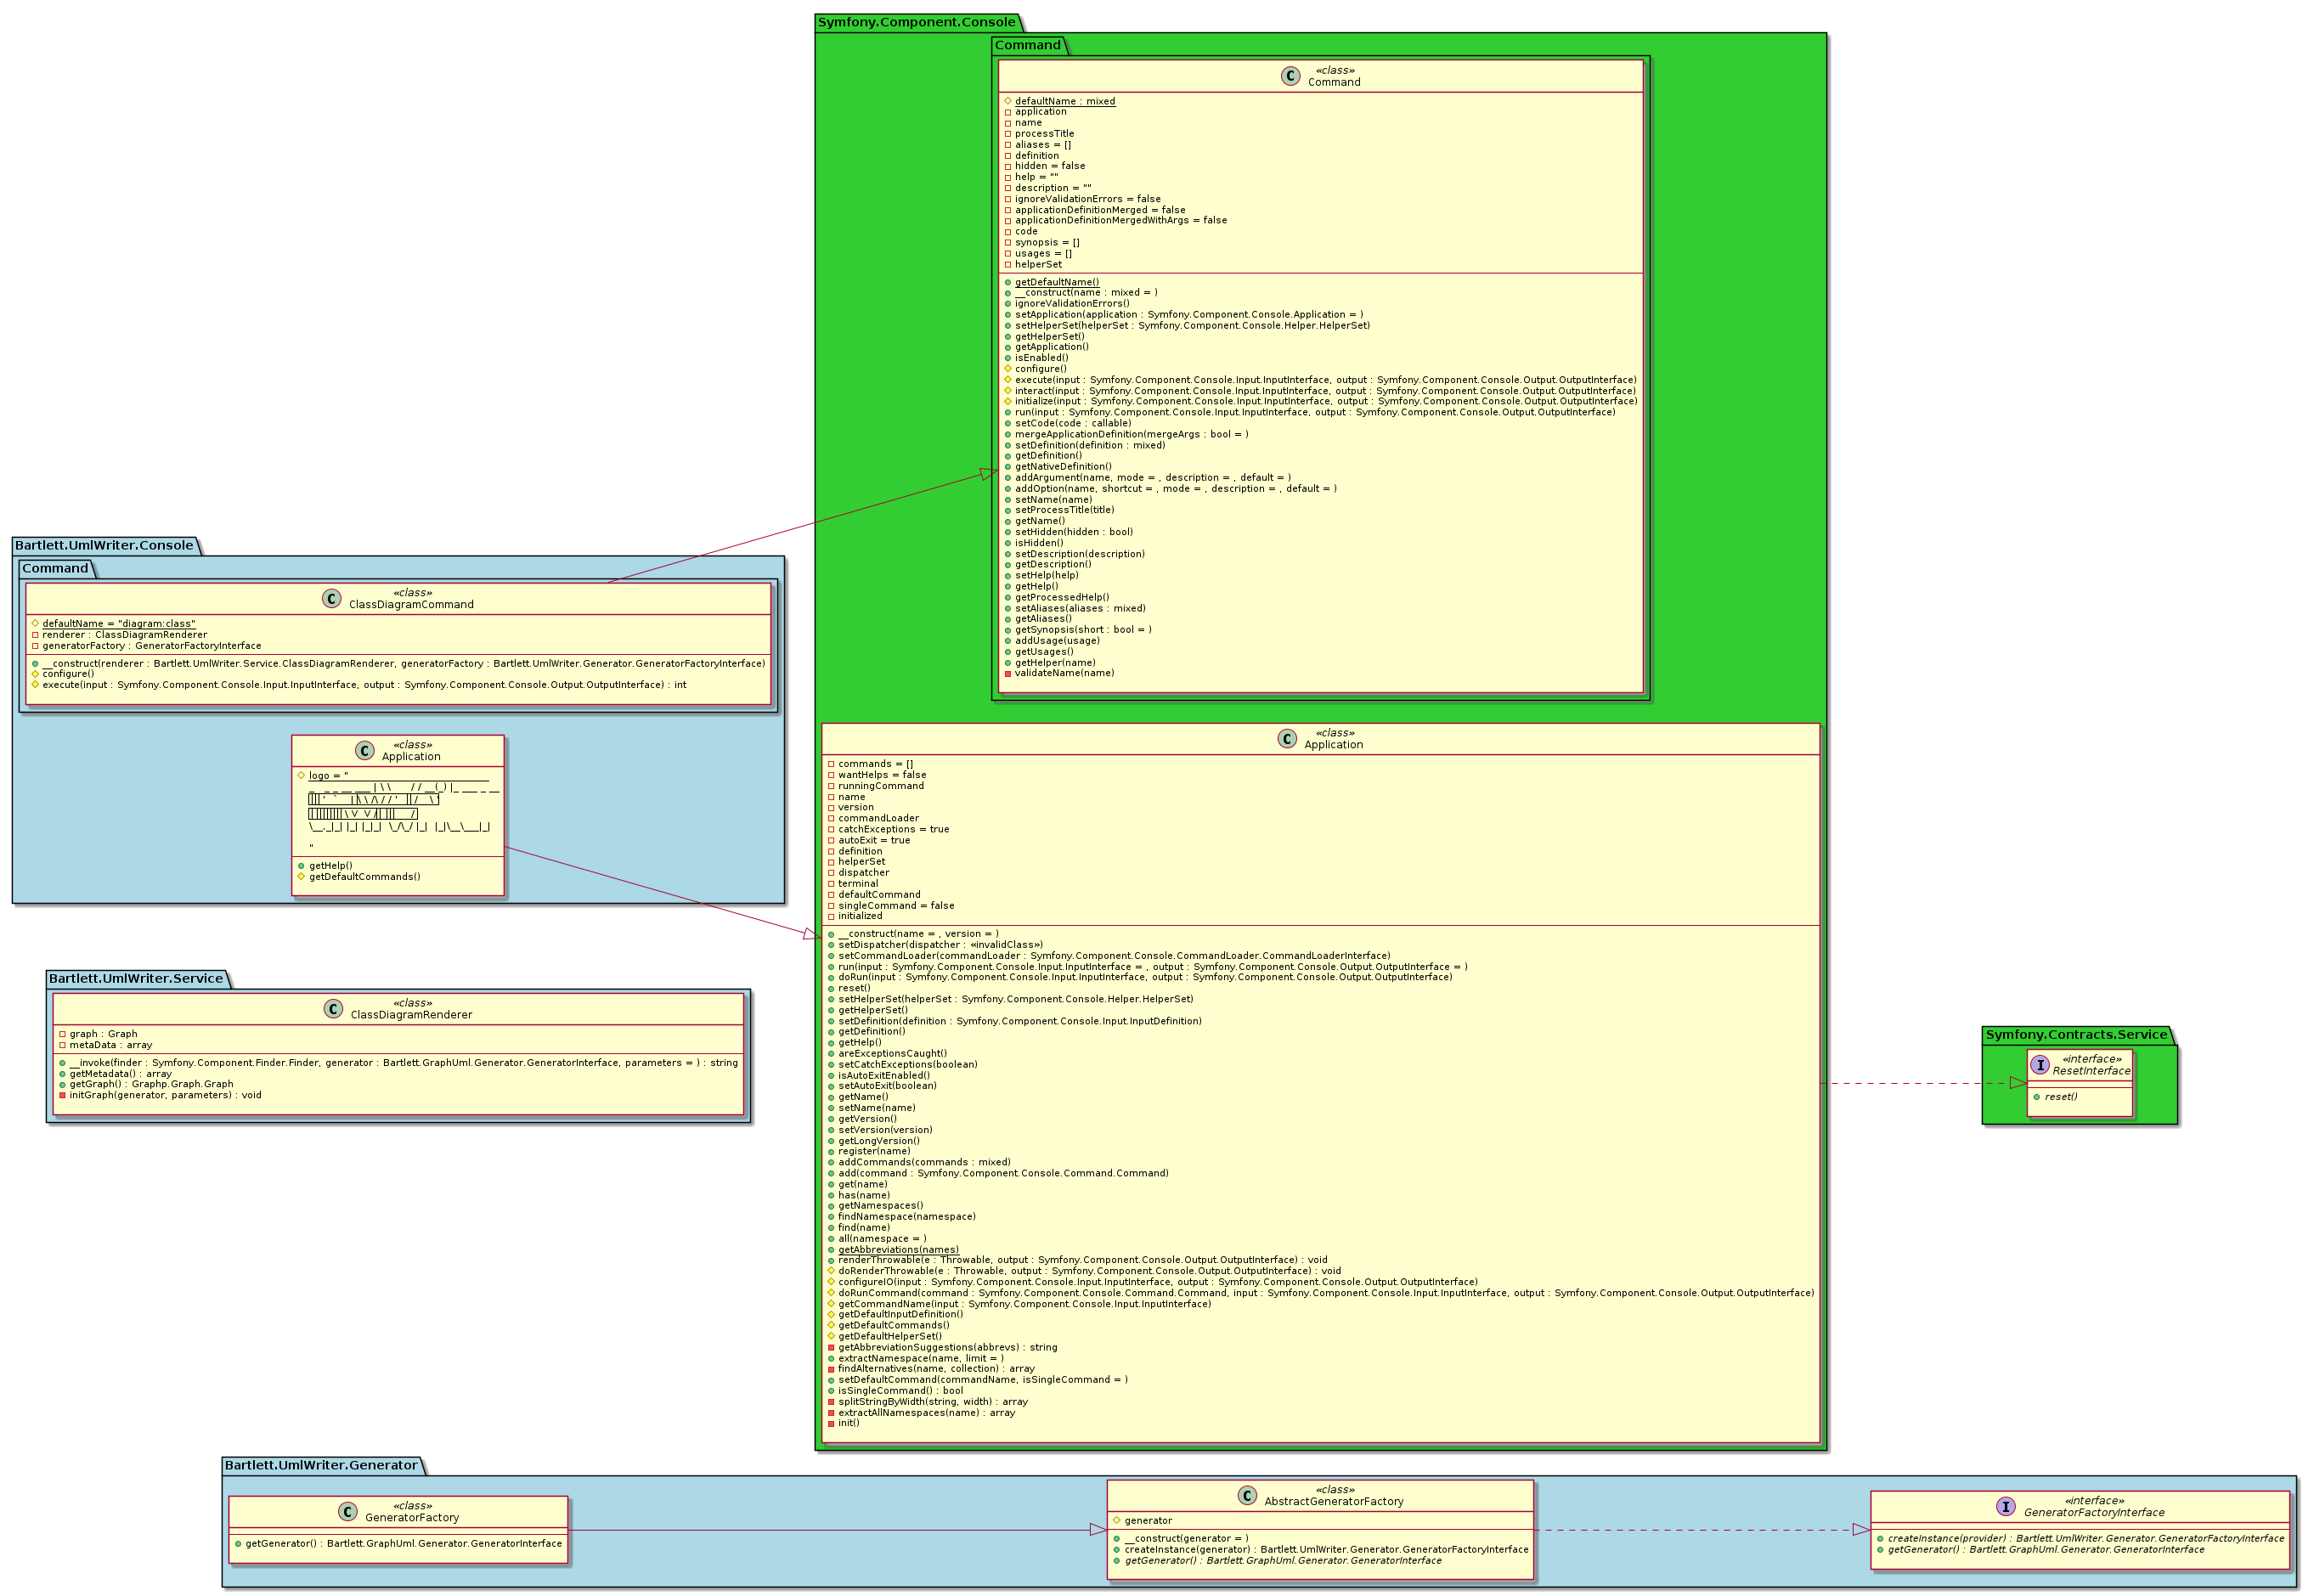 Symfony.Component.Console
Command
«class»
Command
defaultName : mixed
application
name
processTitle
aliases = []
definition
hidden = false
help = ""
description = ""
ignoreValidationErrors = false
applicationDefinitionMerged = false
applicationDefinitionMergedWithArgs = false
code
synopsis = []
usages = []
helperSet
getDefaultName()
__construct(name : mixed = )
ignoreValidationErrors()
setApplication(application : Symfony.Component.Console.Application = )
setHelperSet(helperSet : Symfony.Component.Console.Helper.HelperSet)
getHelperSet()
getApplication()
isEnabled()
configure()
execute(input : Symfony.Component.Console.Input.InputInterface, output : Symfony.Component.Console.Output.OutputInterface)
interact(input : Symfony.Component.Console.Input.InputInterface, output : Symfony.Component.Console.Output.OutputInterface)
initialize(input : Symfony.Component.Console.Input.InputInterface, output : Symfony.Component.Console.Output.OutputInterface)
run(input : Symfony.Component.Console.Input.InputInterface, output : Symfony.Component.Console.Output.OutputInterface)
setCode(code : callable)
mergeApplicationDefinition(mergeArgs : bool = )
setDefinition(definition : mixed)
getDefinition()
getNativeDefinition()
addArgument(name, mode = , description = , default = )
addOption(name, shortcut = , mode = , description = , default = )
setName(name)
setProcessTitle(title)
getName()
setHidden(hidden : bool)
isHidden()
setDescription(description)
getDescription()
setHelp(help)
getHelp()
getProcessedHelp()
setAliases(aliases : mixed)
getAliases()
getSynopsis(short : bool = )
addUsage(usage)
getUsages()
getHelper(name)
validateName(name)
Bartlett.UmlWriter.Console
Command
«class»
ClassDiagramCommand
defaultName = "diagram:class"
renderer : ClassDiagramRenderer
generatorFactory : GeneratorFactoryInterface
__construct(renderer : Bartlett.UmlWriter.Service.ClassDiagramRenderer, generatorFactory : Bartlett.UmlWriter.Generator.GeneratorFactoryInterface)
configure()
execute(input : Symfony.Component.Console.Input.InputInterface, output : Symfony.Component.Console.Output.OutputInterface) : int
«class»
Application
logo = "
"
getHelp()
getDefaultCommands()
«class»
Application
commands = []
wantHelps = false
runningCommand
name
version
commandLoader
catchExceptions = true
autoExit = true
definition
helperSet
dispatcher
terminal
defaultCommand
singleCommand = false
initialized
__construct(name = , version = )
setDispatcher(dispatcher : «invalidClass»)
setCommandLoader(commandLoader : Symfony.Component.Console.CommandLoader.CommandLoaderInterface)
run(input : Symfony.Component.Console.Input.InputInterface = , output : Symfony.Component.Console.Output.OutputInterface = )
doRun(input : Symfony.Component.Console.Input.InputInterface, output : Symfony.Component.Console.Output.OutputInterface)
reset()
setHelperSet(helperSet : Symfony.Component.Console.Helper.HelperSet)
getHelperSet()
setDefinition(definition : Symfony.Component.Console.Input.InputDefinition)
getDefinition()
getHelp()
areExceptionsCaught()
setCatchExceptions(boolean)
isAutoExitEnabled()
setAutoExit(boolean)
getName()
setName(name)
getVersion()
setVersion(version)
getLongVersion()
register(name)
addCommands(commands : mixed)
add(command : Symfony.Component.Console.Command.Command)
get(name)
has(name)
getNamespaces()
findNamespace(namespace)
find(name)
all(namespace = )
getAbbreviations(names)
renderThrowable(e : Throwable, output : Symfony.Component.Console.Output.OutputInterface) : void
doRenderThrowable(e : Throwable, output : Symfony.Component.Console.Output.OutputInterface) : void
configureIO(input : Symfony.Component.Console.Input.InputInterface, output : Symfony.Component.Console.Output.OutputInterface)
doRunCommand(command : Symfony.Component.Console.Command.Command, input : Symfony.Component.Console.Input.InputInterface, output : Symfony.Component.Console.Output.OutputInterface)
getCommandName(input : Symfony.Component.Console.Input.InputInterface)
getDefaultInputDefinition()
getDefaultCommands()
getDefaultHelperSet()
getAbbreviationSuggestions(abbrevs) : string
extractNamespace(name, limit = )
findAlternatives(name, collection) : array
setDefaultCommand(commandName, isSingleCommand = )
isSingleCommand() : bool
splitStringByWidth(string, width) : array
extractAllNamespaces(name) : array
init()
Bartlett.UmlWriter.Service
«class»
ClassDiagramRenderer
graph : Graph
metaData : array
__invoke(finder : Symfony.Component.Finder.Finder, generator : Bartlett.GraphUml.Generator.GeneratorInterface, parameters = ) : string
getMetadata() : array
getGraph() : Graphp.Graph.Graph
initGraph(generator, parameters) : void
Symfony.Contracts.Service
«interface»
ResetInterface
reset()
Bartlett.UmlWriter.Generator
«class»
GeneratorFactory
getGenerator() : Bartlett.GraphUml.Generator.GeneratorInterface
«class»
AbstractGeneratorFactory
generator
__construct(generator = )
createInstance(generator) : Bartlett.UmlWriter.Generator.GeneratorFactoryInterface
getGenerator() : Bartlett.GraphUml.Generator.GeneratorInterface
«interface»
GeneratorFactoryInterface
createInstance(provider) : Bartlett.UmlWriter.Generator.GeneratorFactoryInterface
getGenerator() : Bartlett.GraphUml.Generator.GeneratorInterface